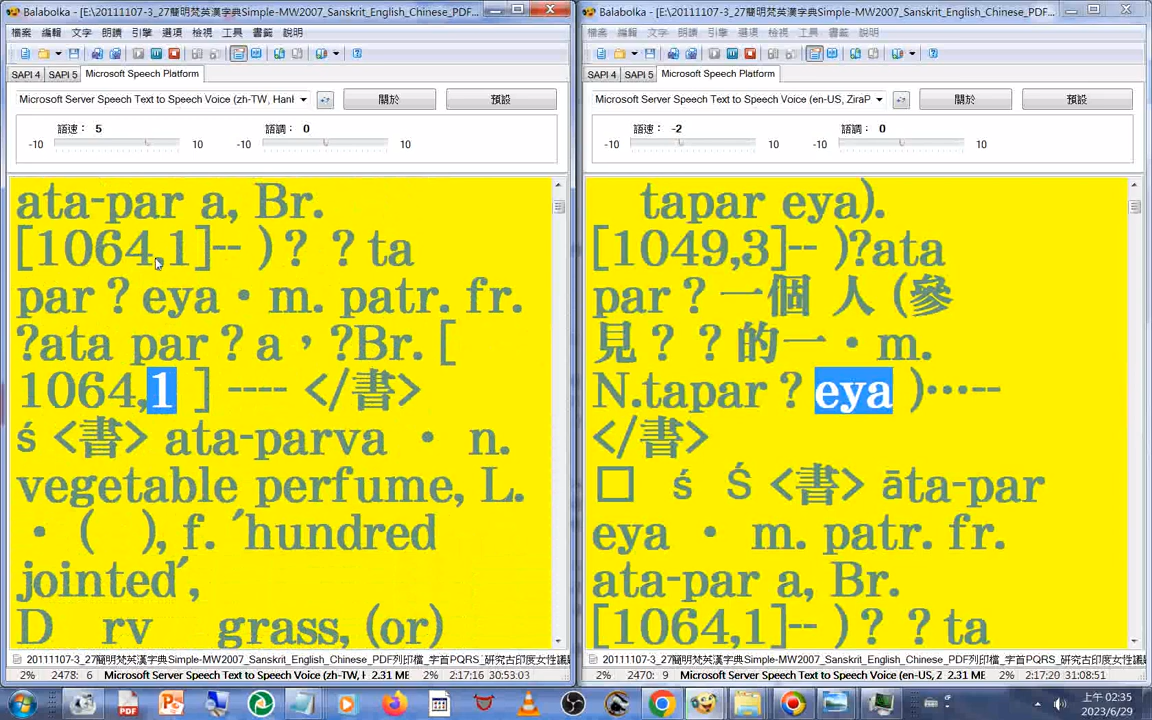 Balabolka - [E:\20111107-3_27簡明梵英漢字典Simple-MW2007_Sanskrit_English_Chinese_PDF...
檔案 編輯 文字 朗讀 引擎 選項 檢視 工具 書籤 說明
SAPI 4 SAPI 5 Microsoft Speech Platform
Microsoft Server Speech Text to Speech Voice (zh-TW, Hanl
關於 預設
語速： 5 語調： 0
-10 10 -10 10
ata-par a, Br.
[1064,1]-- )？ ？ta
par？eya‧m. patr. fr.
?ata par？a，?Br. [
1064,1 ] ---- </書>
ś <書> ata-parva ‧ n.
vegetable perfume, L.
‧ ( ), f. ′hundred
jointed′,
D rv grass, (or)
20111107-3_27簡明梵英漢字典Simple-MW2007_Sanskrit_English_Chinese_PDF列印檔_字首PQRS_研究古印度女性議
2% 2478: 6 Microsoft Server Speech Text to Speech Voice (zh-TW, H 2.31 ME 2% 2:17:16 30:53:03
Balabolka - [E:\20111107-3_27簡明梵英漢字典Simple-MW2007_Sanskrit_English_Chinese_PDF...
檔案 編輯 文字 朗讀 引擎 選項 檢視 工具 書籤 說明
SAPI 4 SAPI 5 Microsoft Speech Platform
Microsoft Server Speech Text to Speech Voice (en-US, ZiraP
關於 預設
語速： -2 語調： 0
-10 10 -10 10
tapar eya).
[1049,3]-- )?ata
par？一個 人 (參
見？？的一‧m.
N.tapar？eya )…--
</書>
□ ś Ś <書> āta-par
eya ‧ m. patr. fr.
ata-par a, Br.
[1064,1]-- )？？ta
20111107-3_27簡明梵英漢字典Simple-MW2007_Sanskrit_English_Chinese_PDF列印檔_字首PQRS_研究古印度女性議
2% 2470: 9 Microsoft Server Speech Text to Speech Voice (en-US, Z 2.31 ME 2% 2:17:20 31:08:51
上午 02:35
2023/6/29